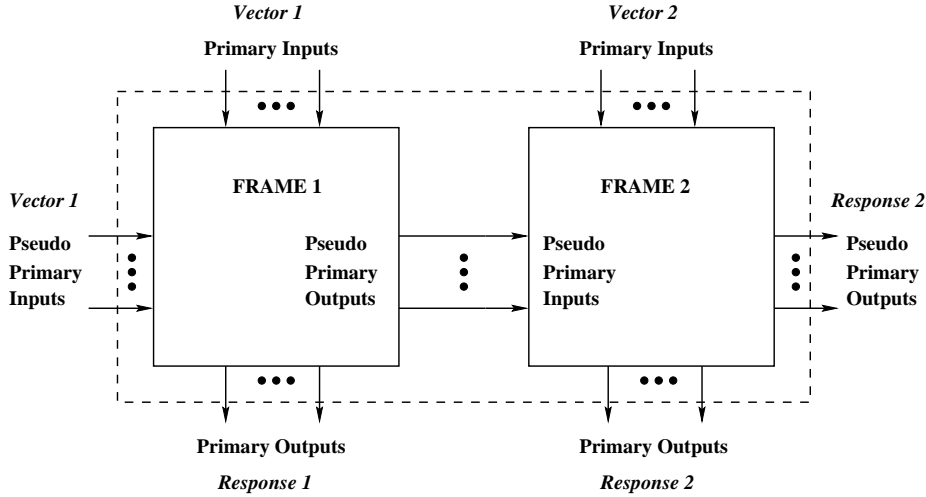 Vector 1
Vector 2
Primary Inputs
Primary Inputs
FRAME 1
FRAME 2
Vector 1
Response 2
Pseudo
Primary
Inputs
Pseudo
Primary
Outputs
Pseudo
Primary
Inputs
Pseudo
Primary
Outputs
Primary Outputs
Primary Outputs
Response 1
Response 2